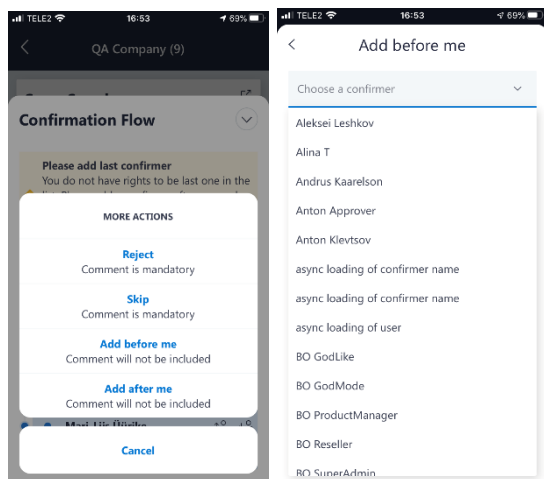 TELE2 16:53 69%
QA Company (9)
Confirmation Flow
Please add last confirmer
You do not have rights to be last one in the
MORE ACTIONS
Reject
Comment is mandatory
Skip
Comment is mandatory
Add before me
Comment will not be included
Add after me
Comment will not be included
Cancel
TELE2 16:53 69%
Add before me
Choose a confirmer
Aleksei Leshkov
Alina T
Andrus Kaarelson
Anton Approver
Anton Klevtsov
async loading of confirmer name
async loading of confirmer name
async loading of user
BO GodLike
BO GodMode
BO ProductManager
BO Reseller
BO SuperAdmin